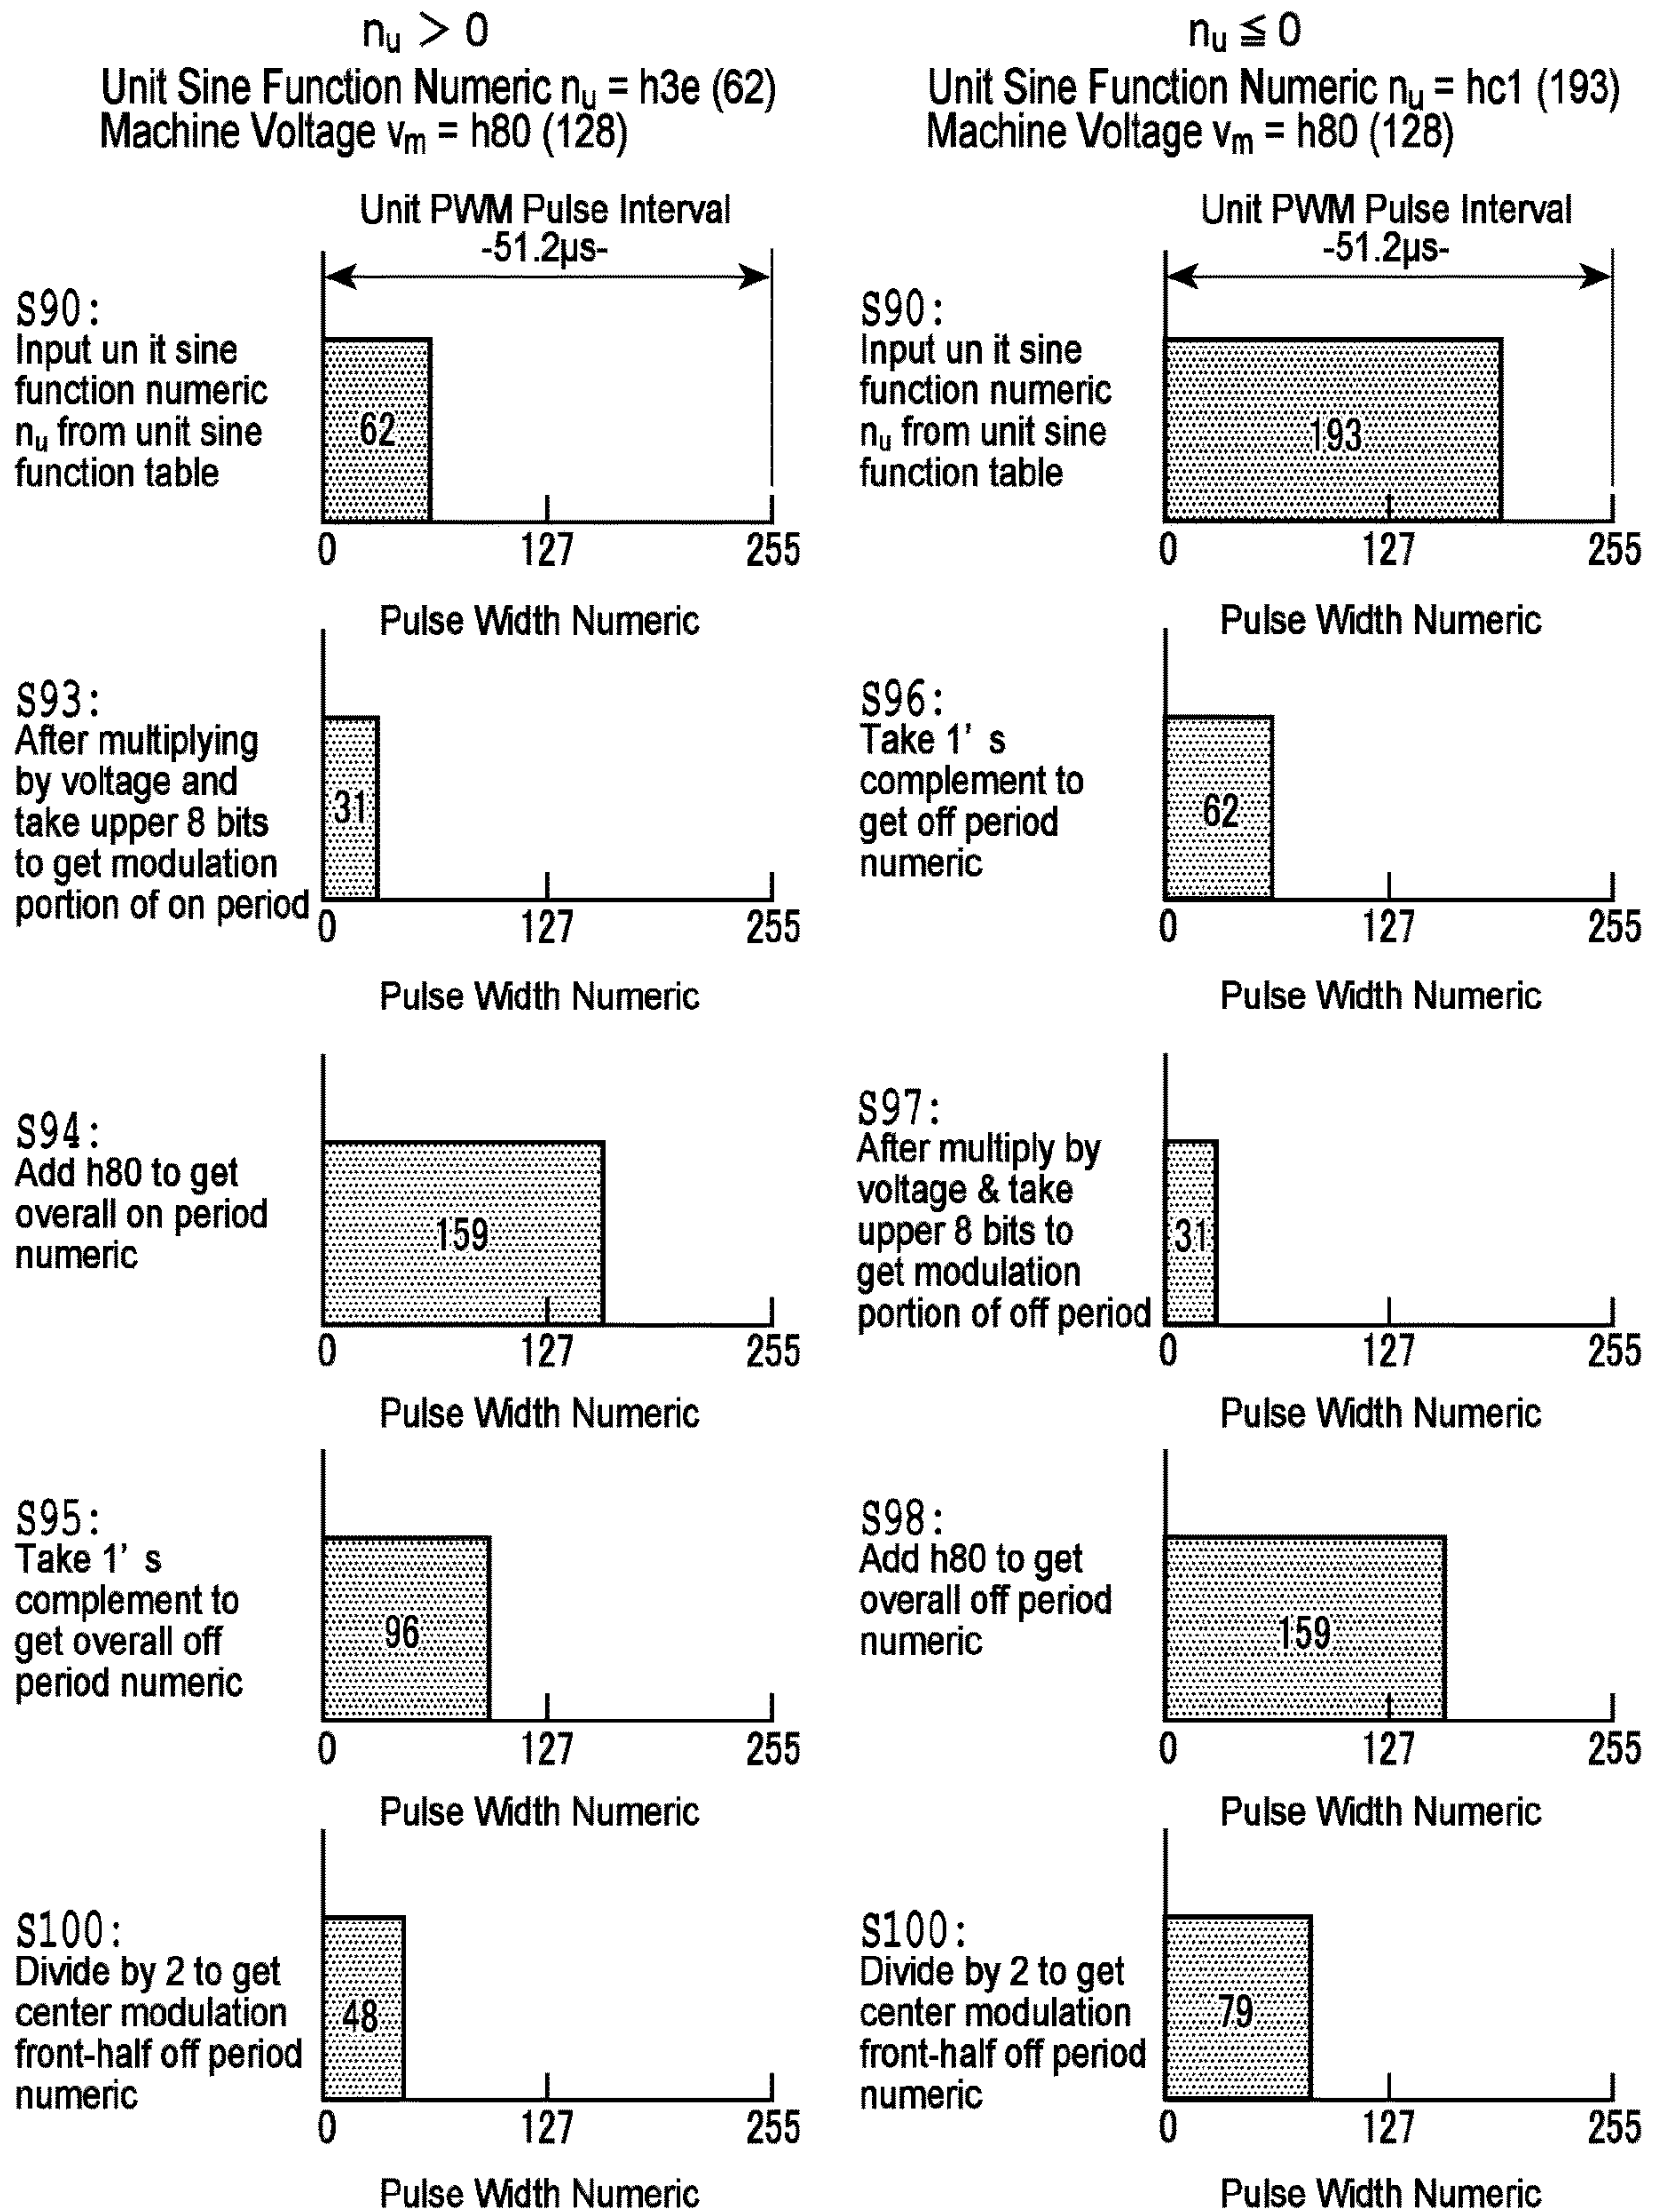 nu > 0
Unit Sine Function Numeric nu = h3e (62)
Machine Voltage vm = h80 (128)
Unit PWM Pulse Interval
-51.2µs-
S90:
Input un it sine
function numeric
nu from unit sine
function table
62
0 127 255
Pulse Width Numeric
S93:
After multiplying
by voltage and
take upper 8 bits
to get modulation
portion of on period
31
0 127 255
Pulse Width Numeric
S94:
Add h80 to get
overall on period
numeric
159
0 127 255
Pulse Width Numeric
S95:
Take 1' s
complement to
get overall off
period numeric
96
0 127 255
Pulse Width Numeric
S100:
Divide by 2 to get
center modulation
front-half off period
numeric
48
0 127 255
Pulse Width Numeric
nu ≦ 0
Unit Sine Function Numeric nu = hc1 (193)
Machine Voltage vm = h80 (128)
Unit PWM Pulse Interval
-51.2µs-
S90:
Input un it sine
function numeric
nu from unit sine
function table
193
0 127 255
Pulse Width Numeric
S96:
Take 1' s
complement to
get off period
numeric
62
0 127 255
Pulse Width Numeric
S97:
After multiply by
voltage & take
upper 8 bits to
get modulation
portion of off period
31
0 127 255
Pulse Width Numeric
S98:
Add h80 to get
overall off period
numeric
159
0 127 255
Pulse Width Numeric
S100:
Divide by 2 to get
center modulation
front-half off period
numeric
79
0 127 255
Pulse Width Numeric